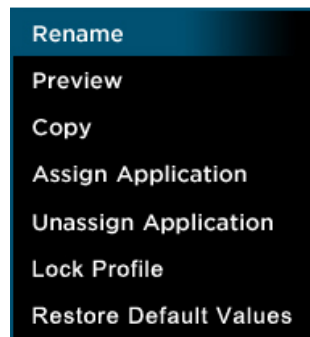 Rename
Preview
Copy
Assign Application
Unassign Application
Lock Profile
Restore Default Values